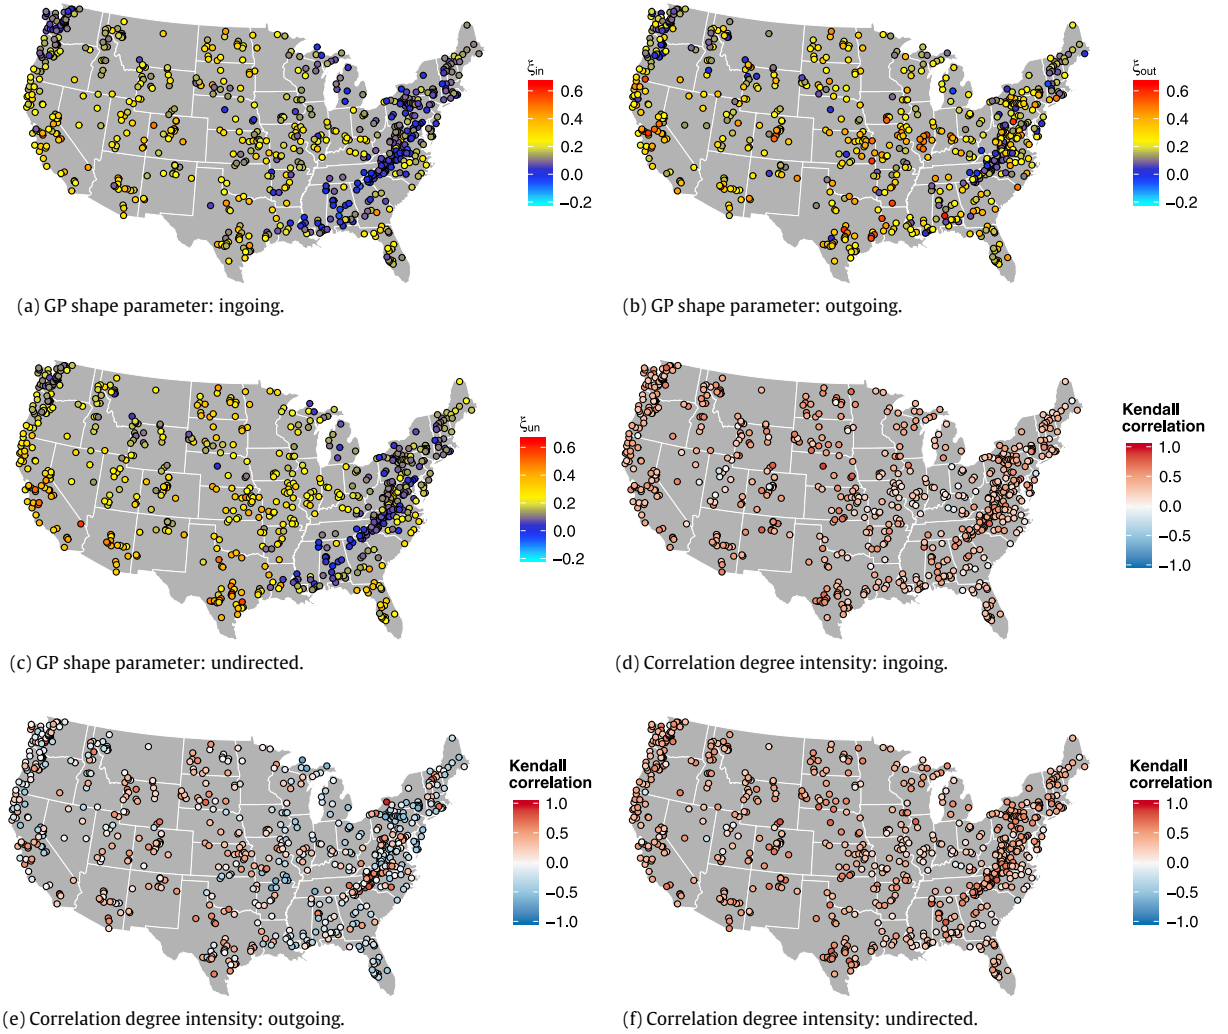 ξin
0.6
0.4
0.2
0.0
−0.2
(a) GP shape parameter: ingoing.
ξout
0.6
0.4
0.2
0.0
−0.2
(b) GP shape parameter: outgoing.
ξun
0.6
0.4
0.2
0.0
−0.2
(c) GP shape parameter: undirected.
Kendall
correlation
1.0
0.5
0.0
−0.5
−1.0
(d) Correlation degree intensity: ingoing.
Kendall
correlation
1.0
0.5
0.0
−0.5
−1.0
(e) Correlation degree intensity: outgoing.
Kendall
correlation
1.0
0.5
0.0
−0.5
−1.0
(f) Correlation degree intensity: undirected.